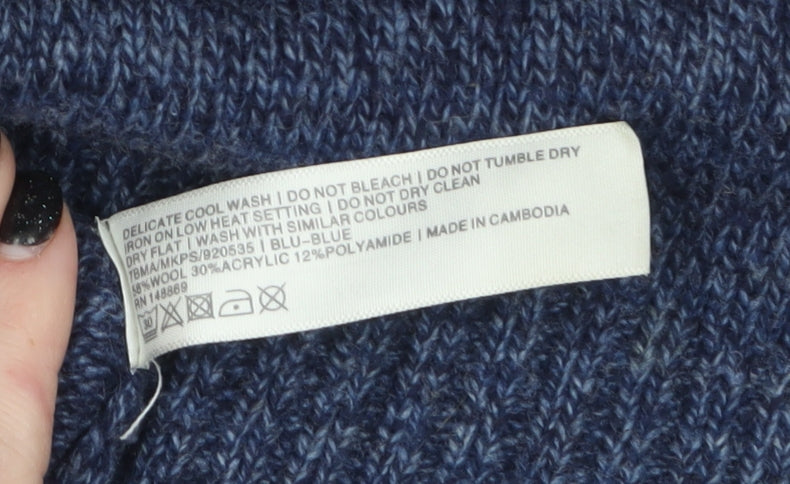 DELICATE COOL WASH | DO NOT BLEACH | DO NOT TUMBLE DRY
IRON ON LOW HEAT SETTING | DO NOT DRY CLEAN
DRY FLAT | WASH WITH SIMILAR COLOURS
TBMA/MKPS/920535 | BLU-BLUE
58%WOOL 30%ACRYLIC 12%POLYAMIDE | MADE IN CAMBODIA
RN 148869
30